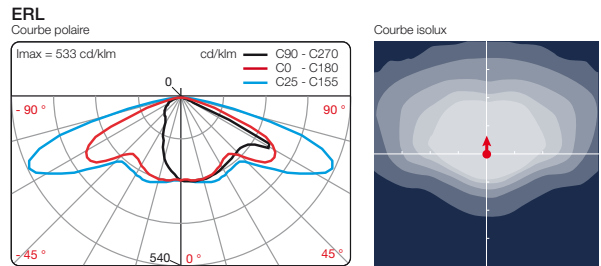 ERL
Courbe polaire
Courbe isolux
Imax = 533 cd/klm
cd/klm
C90 - C270
C0 - C180
C25 - C155
0
- 90 °
90 °
- 45 °
540
0 °
45 °